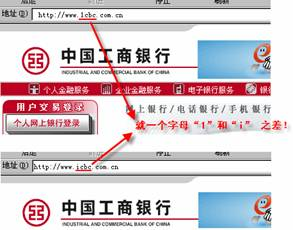 地址(D) http://www.1cbc.com.cn
中国工商银行
INDUSTRIAL AND COMMERCIAL BANK OF CHINA
个人金融服务 企业金融服务 电子银行服务
用户交易登录
网上银行/电话银行/手机银行
个人网上银行登录
就一个字母“1”和“i” 之差!
地址(D) http://www.icbc.com.cn
中国工商银行
INDUSTRIAL AND COMMERCIAL BANK OF CHINA